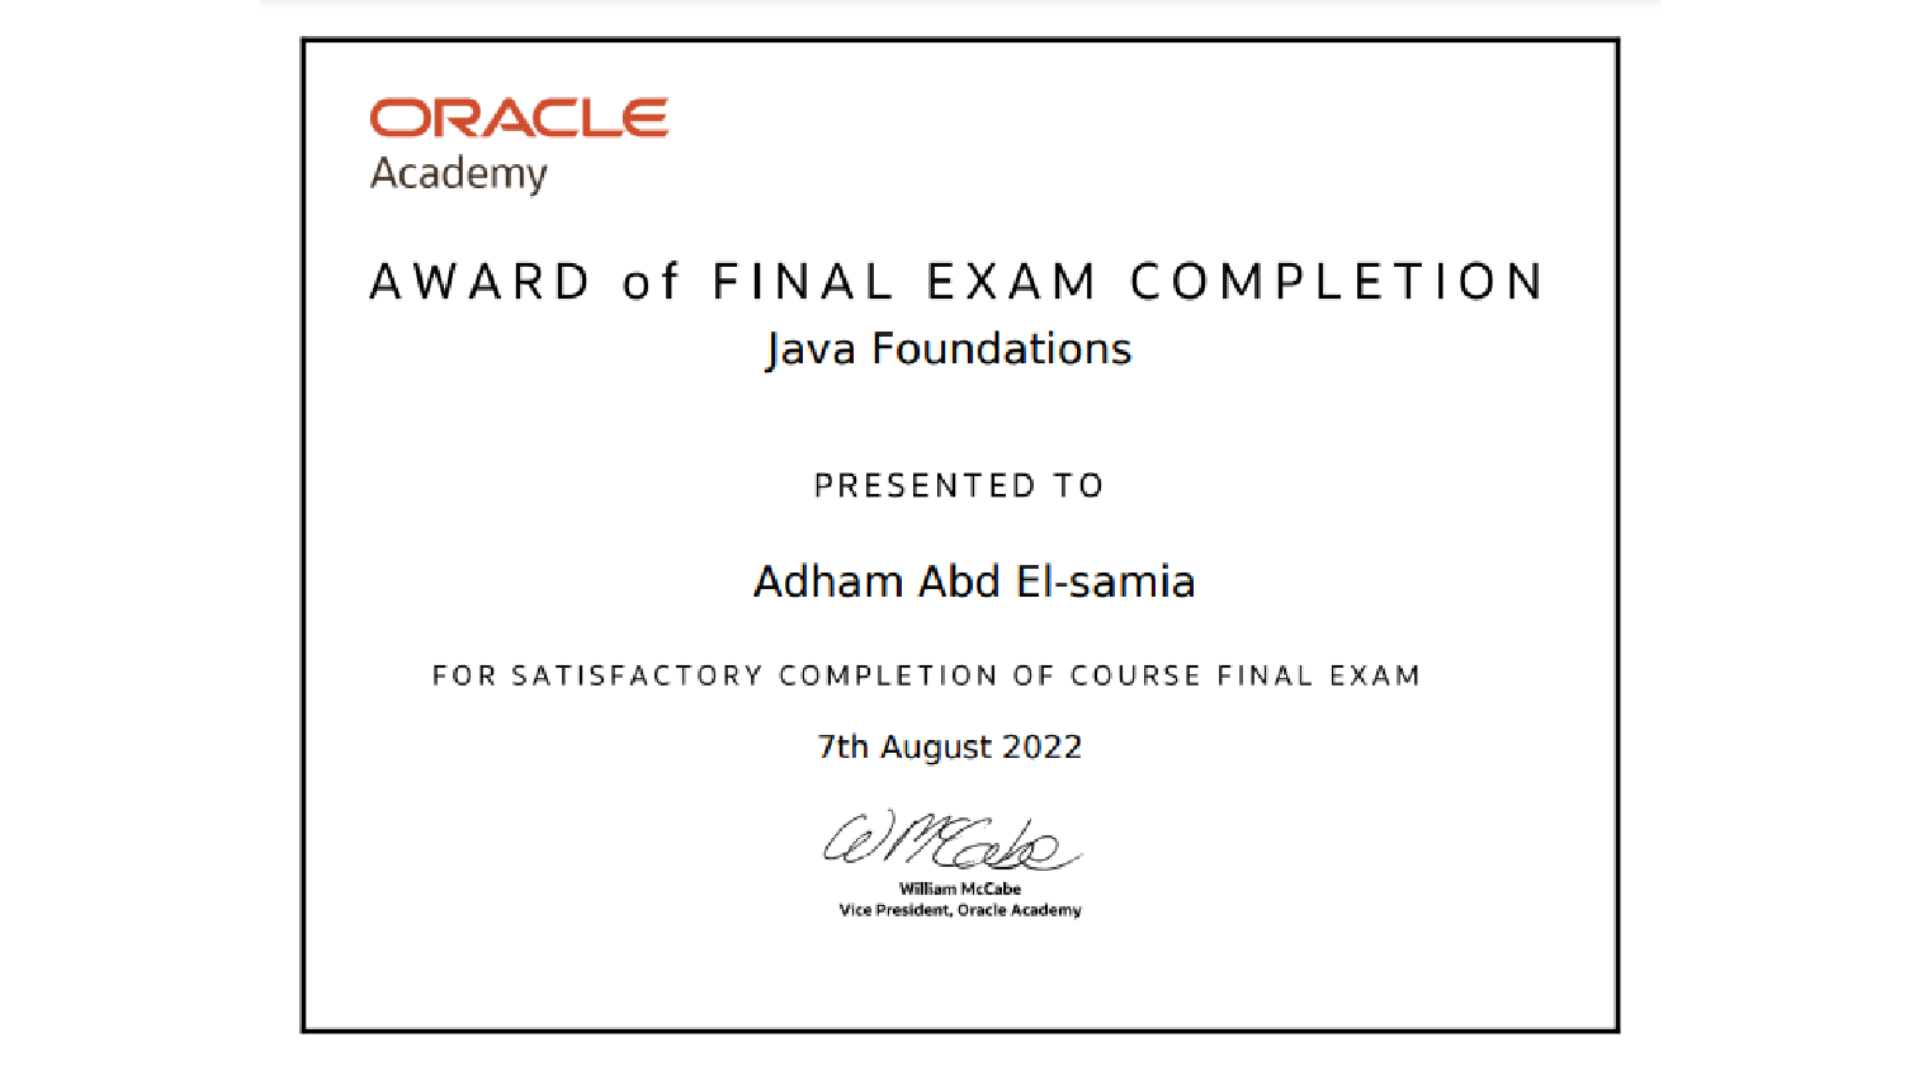 ORACLE
Academy
AWARD of FINAL EXAM COMPLETION
Java Foundations
PRESENTED TO
Adham Abd El-samia
FOR SATISFACTORY COMPLETION OF COURSE FINAL EXAM
7th August 2022
WMcCabe
William McCabe
Vice President, Oracle Academy